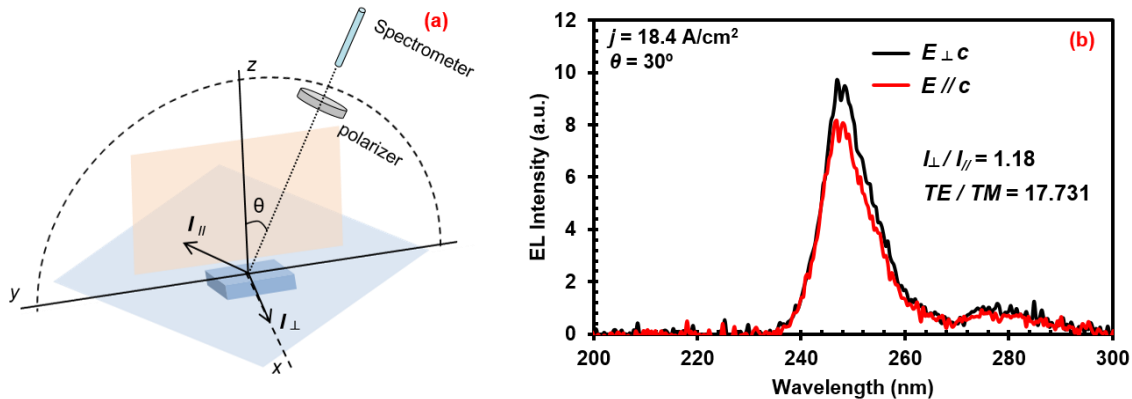 (a)
Spectrometer
z
polarizer
θ
I //
y
I ⊥
x
(b)
j = 18.4 A/cm²
θ = 30º
E ⊥ c
E // c
I⊥ / I// = 1.18
TE / TM = 17.731
EL Intensity (a.u.)
12
10
8
6
4
2
0
200 220 240 260 280 300
Wavelength (nm)